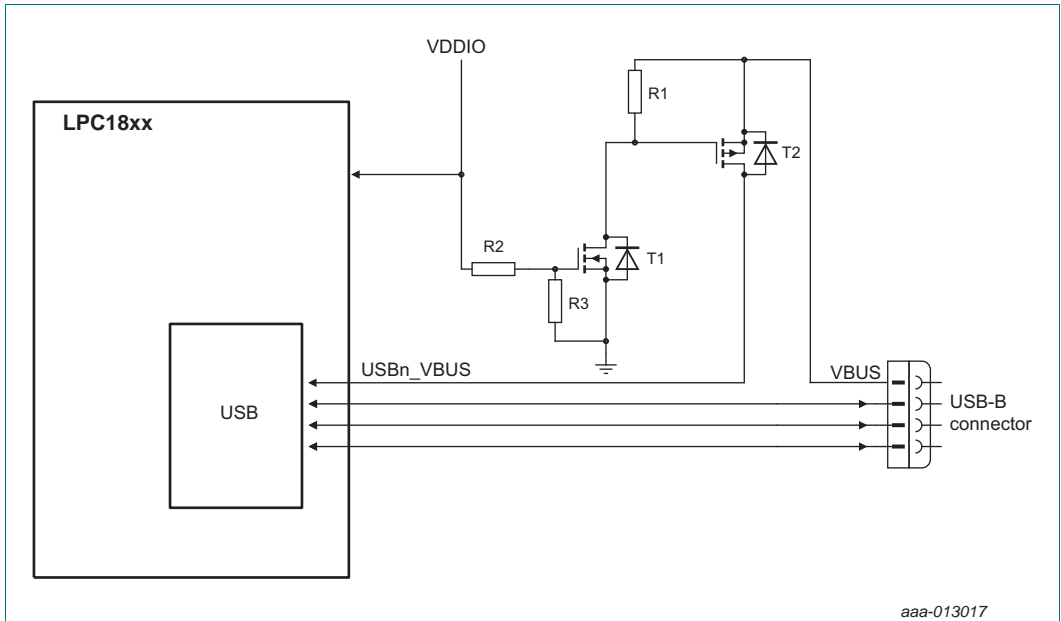 VDDIO
R1
LPC18xx
T2
R2
T1
R3
USBn_VBUS
VBUS
USB
USB-B
connector
aaa-013017